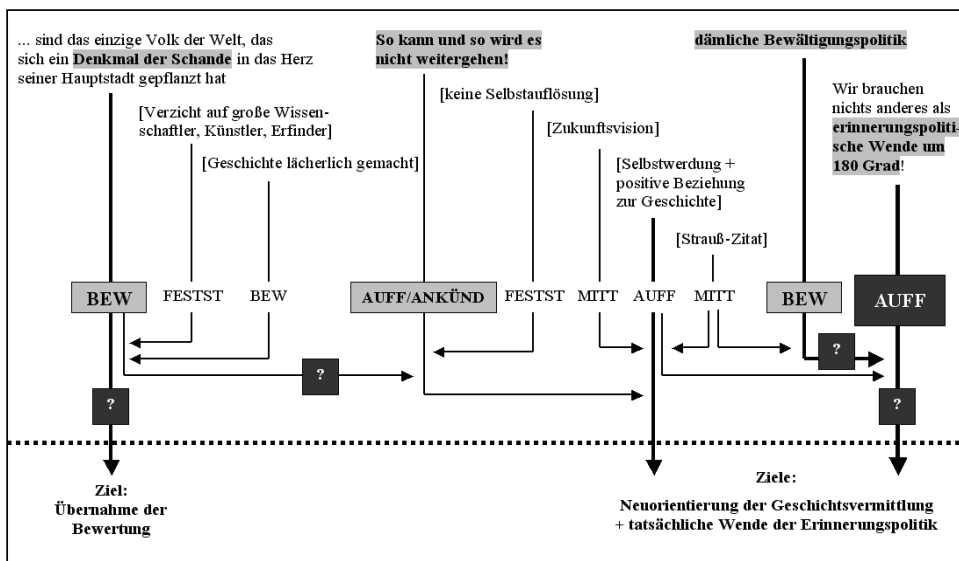 ... sind das einzige Volk der Welt, das
sich ein Denkmal der Schande in das Herz
seiner Hauptstadt gepflanzt hat
[Verzicht auf große Wissen-
schaftler, Künstler, Erfinder]
[Geschichte lächerlich gemacht]
So kann und so wird es
nicht weitergehen!
[keine Selbstauflösung]
[Zukunftsvision]
[Selbstwerdung +
positive Beziehung
zur Geschichte]
[Strauß-Zitat]
dämliche Bewältigungspolitik
Wir brauchen
nichts anderes als
erinnerungspoliti-
sche Wende um
180 Grad!
BEW FESTST BEW AUFF/ANKÜND FESTST MITT AUFF MITT BEW AUFF
?
?
?
?
Ziel:
Übernahme der
Bewertung
Ziele:
Neuorientierung der Geschichtsvermittlung
+ tatsächliche Wende der Erinnerungspolitik